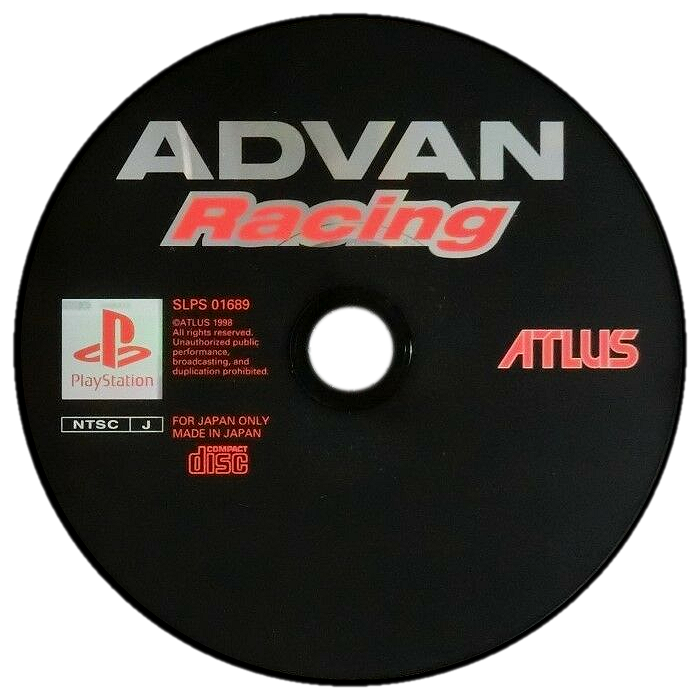 ADVAN
Racing
SLPS 01689
©ATLUS 1998
All rights reserved.
Unauthorized public
performance,
broadcasting, and
duplication prohibited.
PlayStation
ATLUS
NTSC J
FOR JAPAN ONLY
MADE IN JAPAN
COMPACT
disc